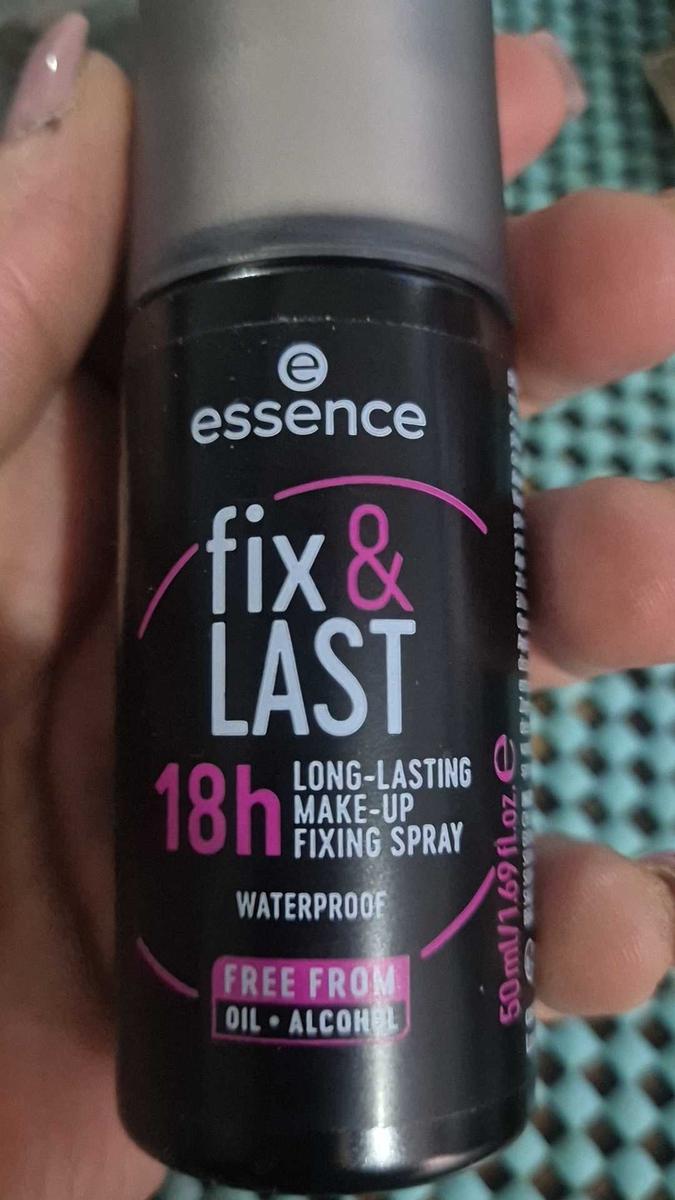 e
essence
fix &
LAST
18h
LONG-LASTING
MAKE-UP
FIXING SPRAY
WATERPROOF
FREE FROM
OIL • ALCOHOL
50ml/1.69 fl.oz. e